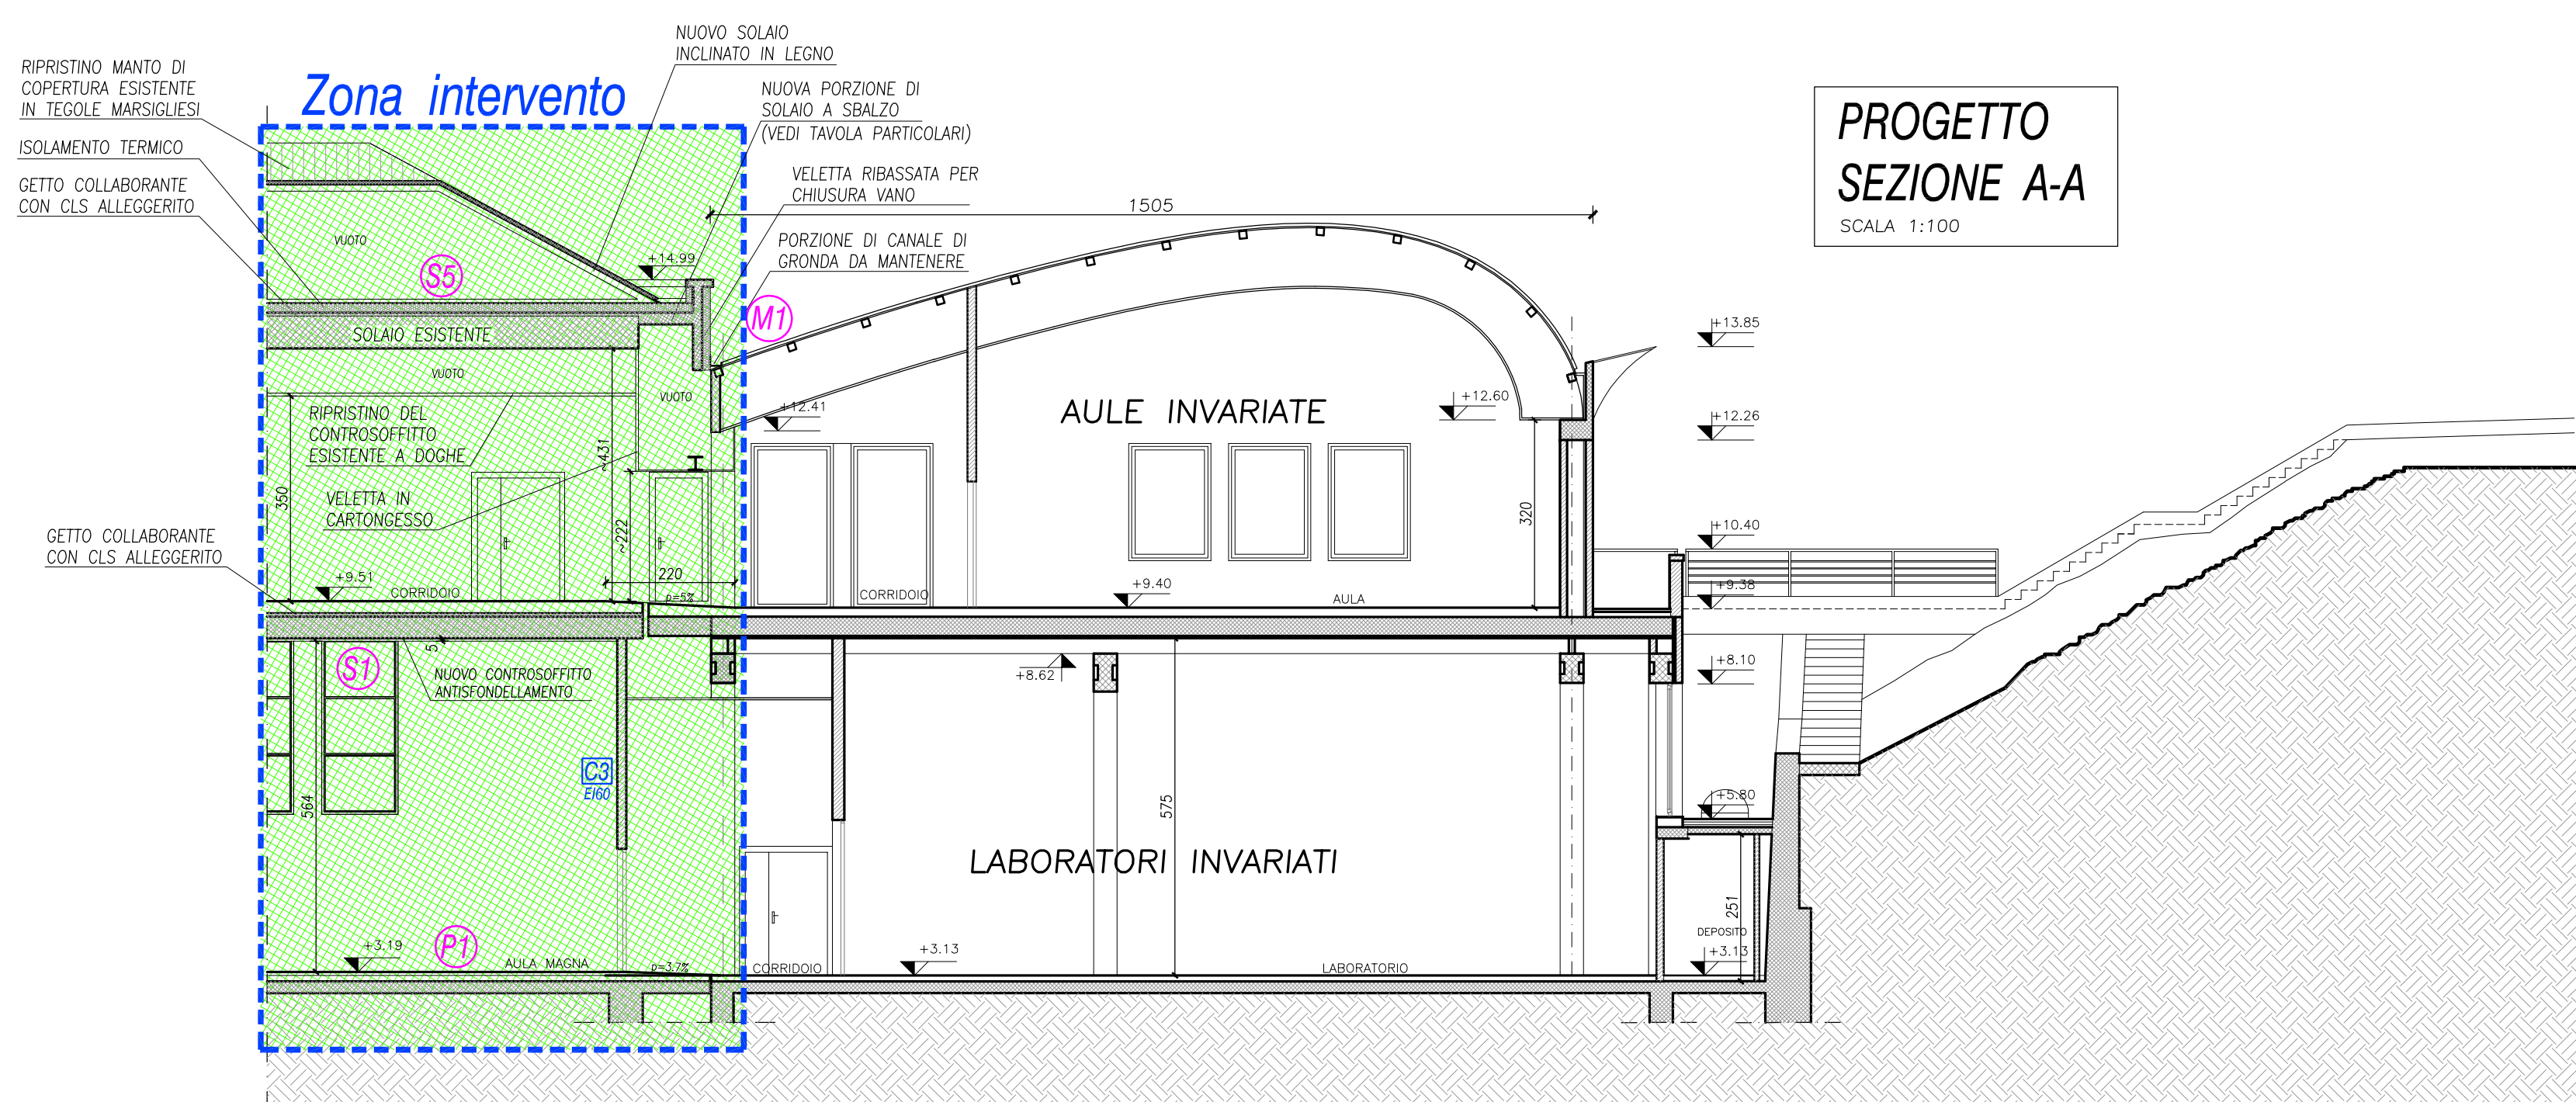 NUOVO SOLAIO
INCLINATO IN LEGNO
RIPRISTINO MANTO DI
COPERTURA ESISTENTE
IN TEGOLE MARSIGLIESI
Zona intervento
NUOVA PORZIONE DI
SOLAIO A SBALZO
(VEDI TAVOLA PARTICOLARI)
PROGETTO
SEZIONE A-A
SCALA 1:100
ISOLAMENTO TERMICO
GETTO COLLABORANTE
CON CLS ALLEGGERITO
VELETTA RIBASSATA PER
CHIUSURA VANO
1505
PORZIONE DI CANALE DI
GRONDA DA MANTENERE
VUOTO
S5
+14.99
M1
SOLAIO ESISTENTE
VUOTO
VUOTO
+13.85
+12.41
AULE INVARIATE
+12.60
+12.26
RIPRISTINO DEL
CONTROSOFFITTO
ESISTENTE A DOGHE
~431
350
VELETTA IN
CARTONGESSO
~222
320
+10.40
GETTO COLLABORANTE
CON CLS ALLEGGERITO
+9.51
CORRIDOIO
220
p=5%
CORRIDOIO
+9.40
AULA
+9.38
5
S1
NUOVO CONTROSOFFITTO
ANTISFONDELLAMENTO
+8.62
+8.10
C3
EI60
564
575
+5.80
LABORATORI INVARIATI
251
DEPOSITO
+3.19
P1
AULA MAGNA
p=3.7%
CORRIDOIO
+3.13
LABORATORIO
+3.13